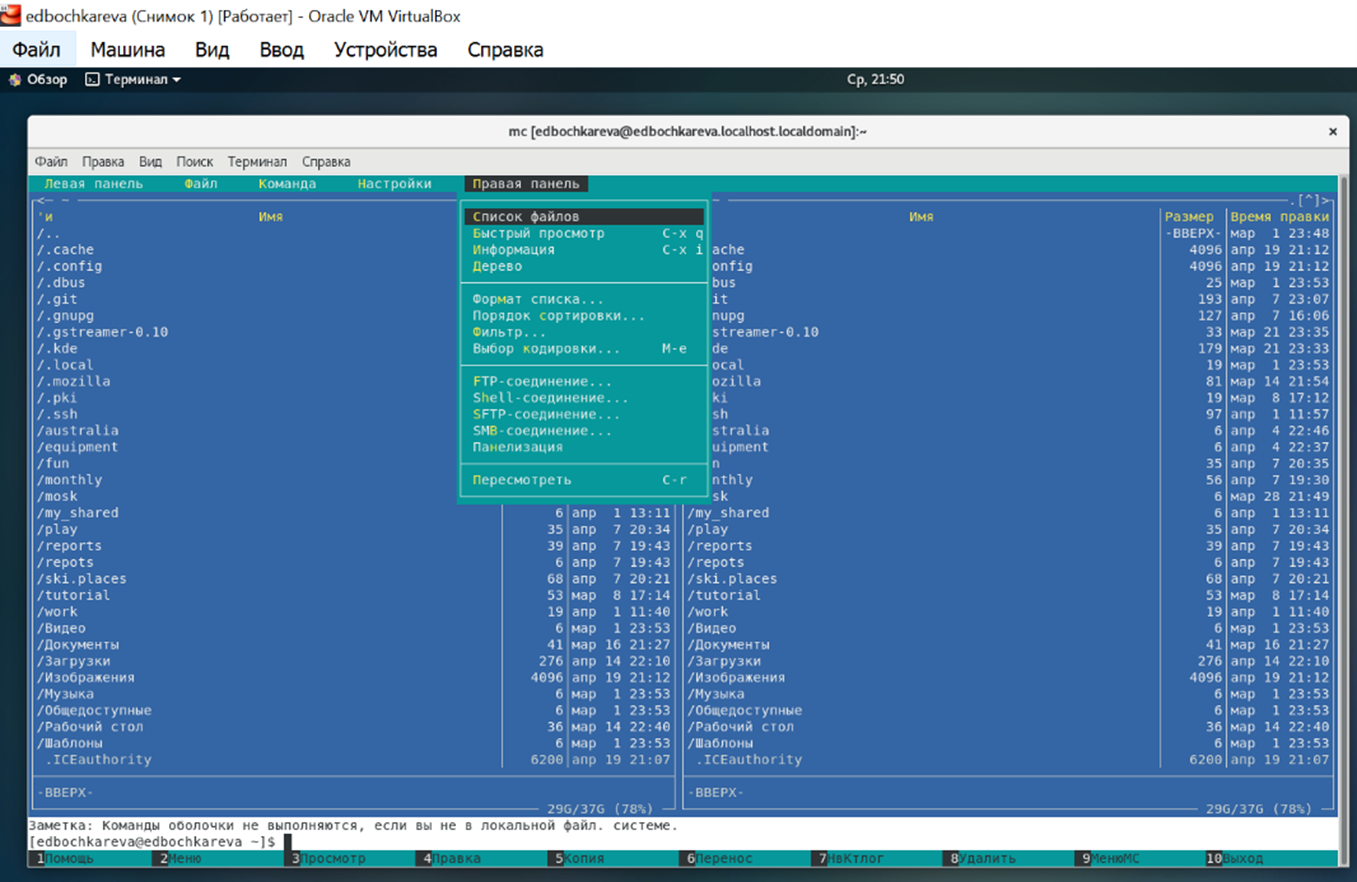 edbochkareva (Снимок 1) [Работает] - Oracle VM VirtualBox
Файл Машина Вид Ввод Устройства Справка
Обзор Терминал Ср, 21:50
mc [edbochkareva@edbochkareva.localhost.localdomain]:~ ×
Файл Правка Вид Поиск Терминал Справка
Левая панель Файл Команда Настройки Правая панель
<— ~ ~ .[^]>
'и Имя Список файлов Имя Размер Время правки
/.. Быстрый просмотр C-x q -ВВЕРХ- мар 1 23:48
/.cache Информация C-x i ache 4096 апр 19 21:12
/.config Дерево onfig 4096 апр 19 21:12
/.dbus bus 25 мар 1 23:53
/.git Формат списка... it 193 апр 7 23:07
/.gnupg Порядок сортировки... nupg 127 апр 7 16:06
/.gstreamer-0.10 Фильтр... streamer-0.10 33 мар 21 23:35
/.kde Выбор кодировки... M-e de 179 мар 21 23:33
/.local ocal 19 мар 1 23:53
/.mozilla FTP-соединение... ozilla 81 мар 14 21:54
/.pki Shell-соединение... ki 19 мар 8 17:12
/.ssh SFTP-соединение... sh 97 апр 1 11:57
/australia SMB-соединение... stralia 6 апр 4 22:46
/equipment Панелизация uipment 6 апр 4 22:37
/fun n 35 апр 7 20:35
/monthly Пересмотреть C-r nthly 56 апр 7 19:30
/mosk sk 6 мар 28 21:49
/my_shared 6 апр 1 13:11 /my_shared 6 апр 1 13:11
/play 35 апр 7 20:34 /play 35 апр 7 20:34
/reports 39 апр 7 19:43 /reports 39 апр 7 19:43
/repots 6 апр 7 19:43 /repots 6 апр 7 19:43
/ski.places 68 апр 7 20:21 /ski.places 68 апр 7 20:21
/tutorial 53 мар 8 17:14 /tutorial 53 мар 8 17:14
/work 19 апр 1 11:40 /work 19 апр 1 11:40
/Видео 6 мар 1 23:53 /Видео 6 мар 1 23:53
/Документы 41 мар 16 21:27 /Документы 41 мар 16 21:27
/Загрузки 276 апр 14 22:10 /Загрузки 276 апр 14 22:10
/Изображения 4096 апр 19 21:12 /Изображения 4096 апр 19 21:12
/Музыка 6 мар 1 23:53 /Музыка 6 мар 1 23:53
/Общедоступные 6 мар 1 23:53 /Общедоступные 6 мар 1 23:53
/Рабочий стол 36 мар 14 22:40 /Рабочий стол 36 мар 14 22:40
/Шаблоны 6 мар 1 23:53 /Шаблоны 6 мар 1 23:53
.ICEauthority 6200 апр 19 21:07 .ICEauthority 6200 апр 19 21:07
-ВВЕРХ- -ВВЕРХ-
29G/37G (78%) 29G/37G (78%)
Заметка: Команды оболочки не выполняются, если вы не в локальной файл. системе.
[edbochkareva@edbochkareva ~]$
1Помощь 2Меню 3Просмотр 4Правка 5Копия 6Перенос 7НвКтлог 8Удалить 9МенюМС 10Выход